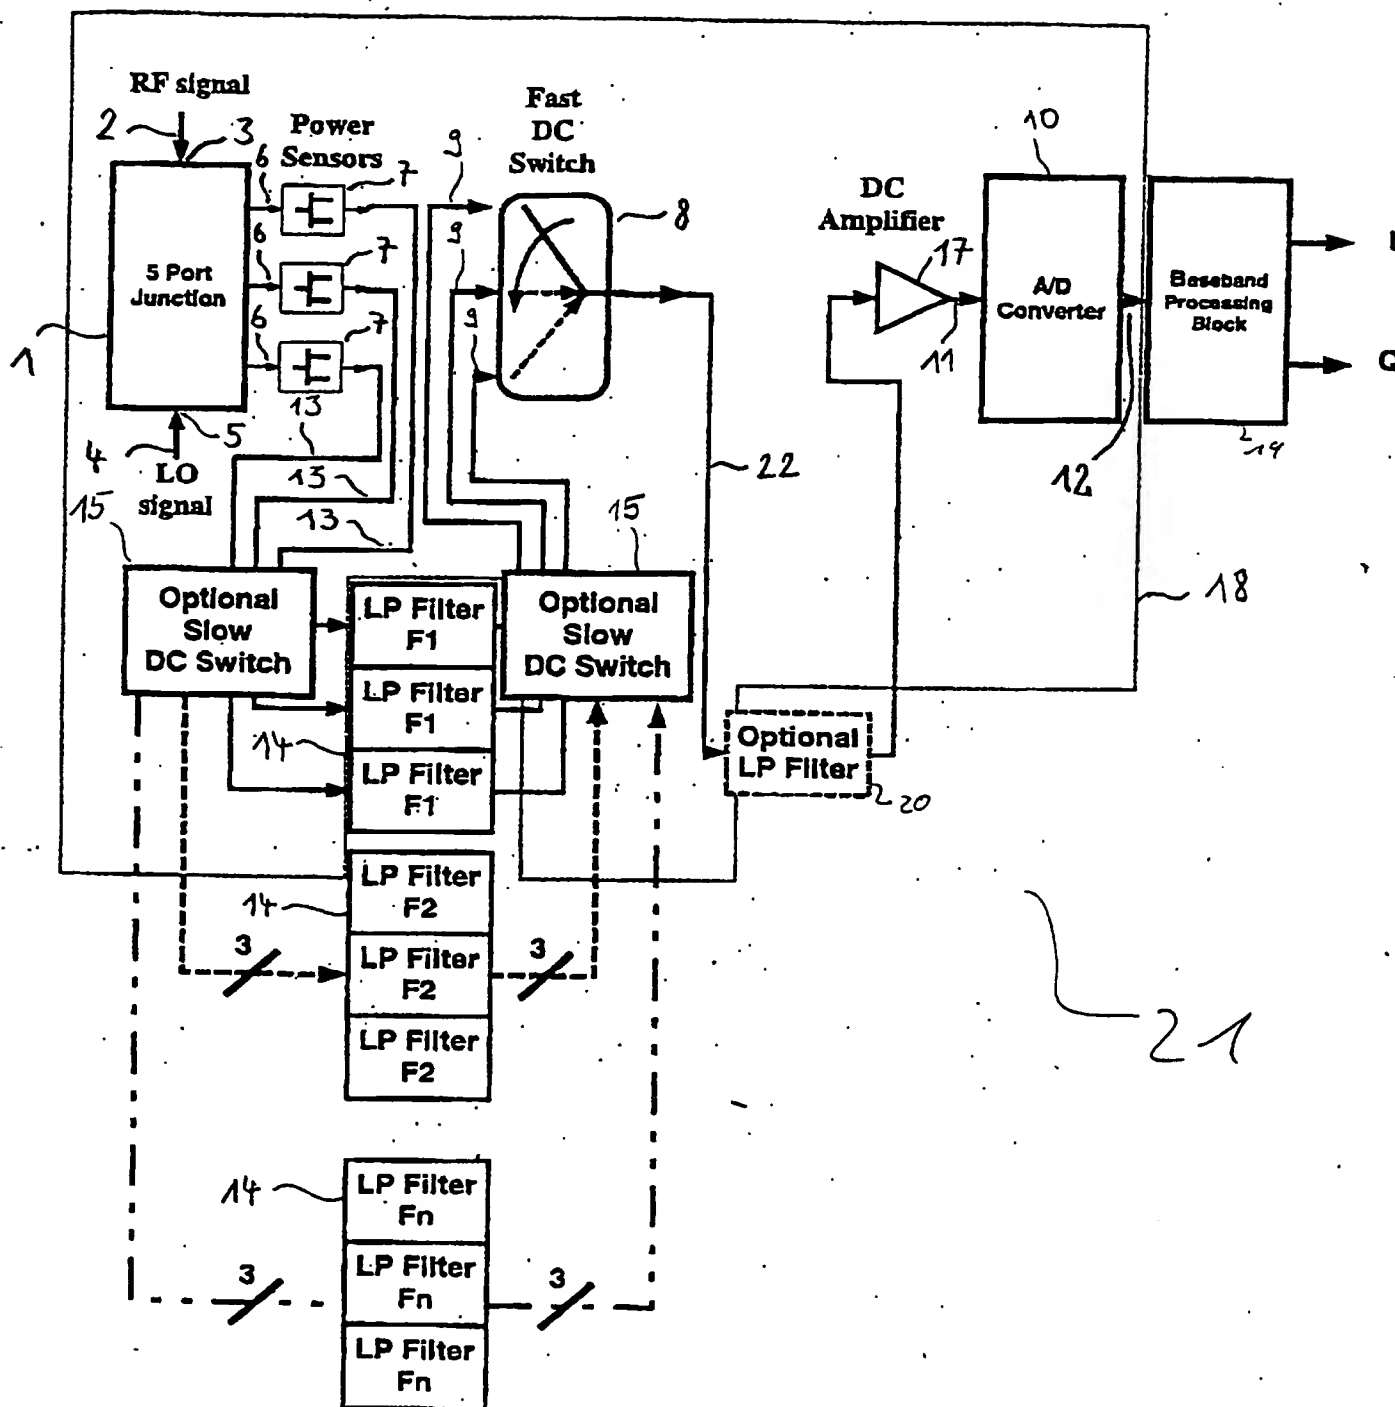 RF signal
2
3
Power
Sensors
6
7
6
7
6
7
5 Port
Junction
1
4
5
LO
signal
13
13
13
15
Fast
DC
Switch
9
9
9
8
10
DC
Amplifier
17
11
A/D
Converter
12
Baseband
Processing
Block
19
I
Q
22
18
15
Optional
Slow
DC Switch
LP Filter
F1
LP Filter
F1
LP Filter
F1
14
Optional
Slow
DC Switch
Optional
LP Filter
20
LP Filter
F2
LP Filter
F2
LP Filter
F2
14
3
3
21
LP Filter
Fn
LP Filter
Fn
LP Filter
Fn
14
3
3